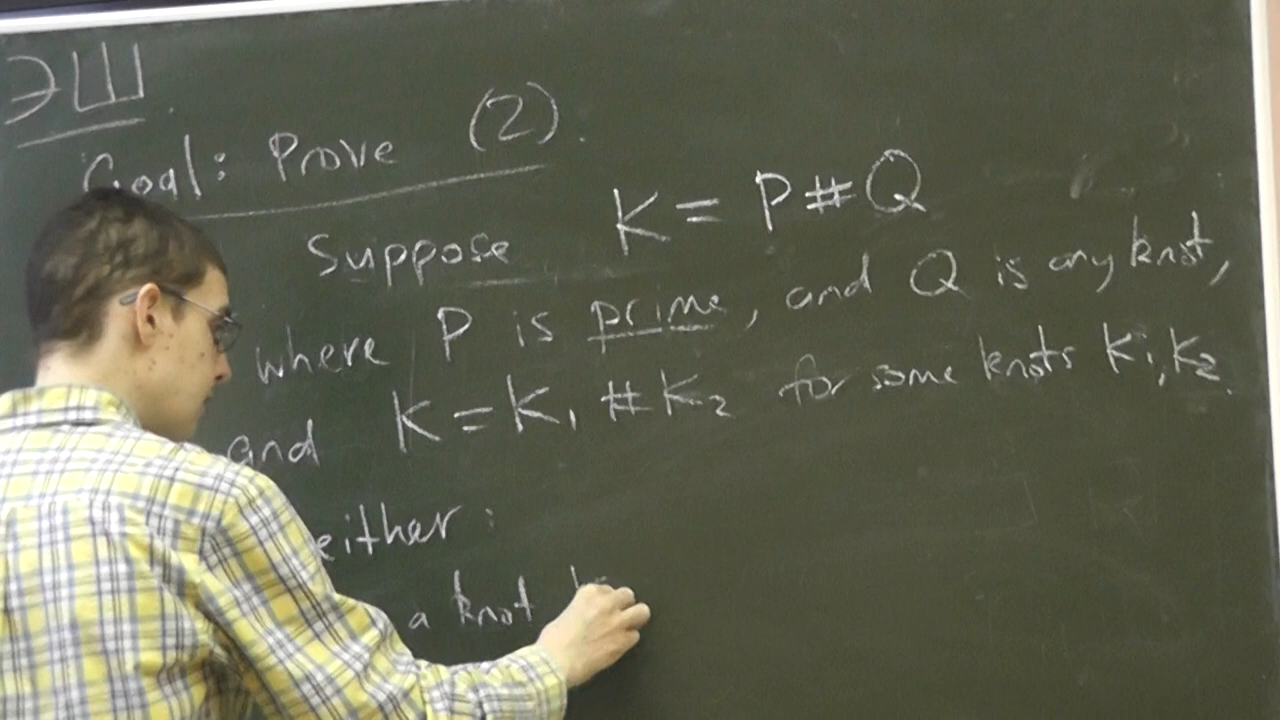 ЭШ.
Goal: Prove (2).
Suppose K = P # Q
where P is prime, and Q is any knot,
and K = K₁ # K₂ for some knots K₁, K₂.
either:
a knot